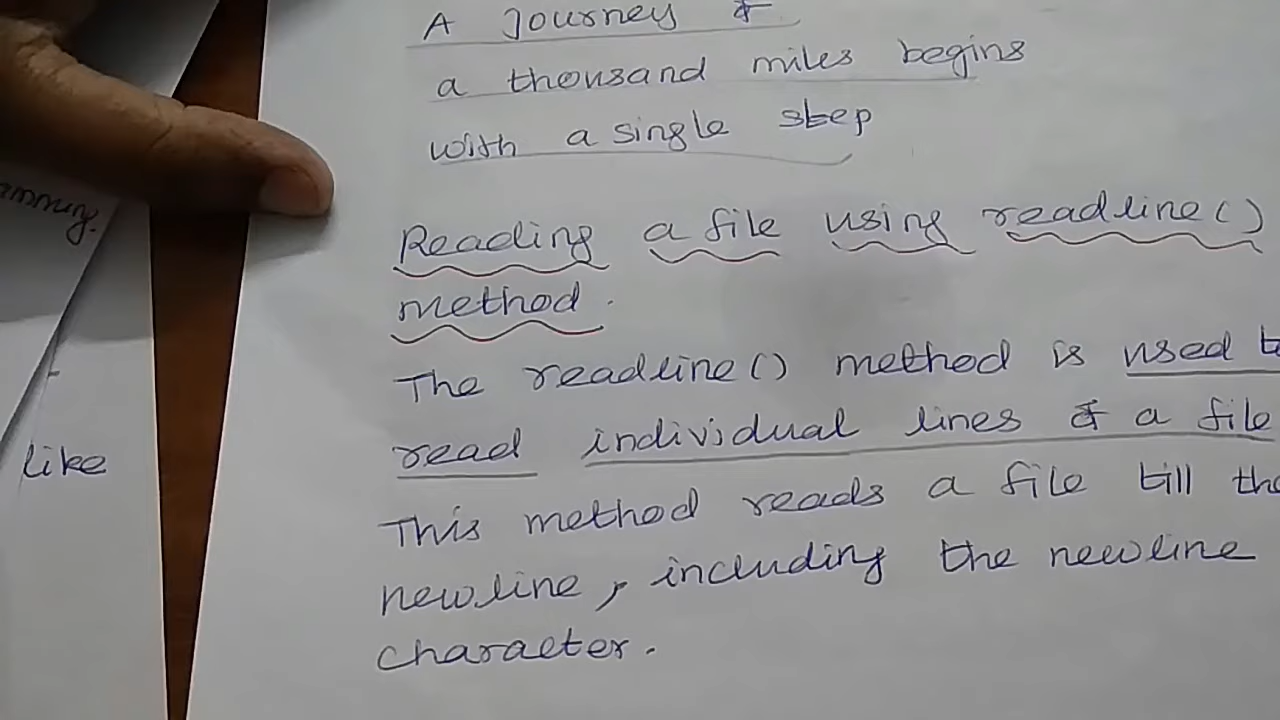 A Journey of
a thousand miles begins
with a single step
Reading a file using readline()
method.
The readline() method is used to
read individual lines of a file
This method reads a file till the
newline, including the newline
character.
like